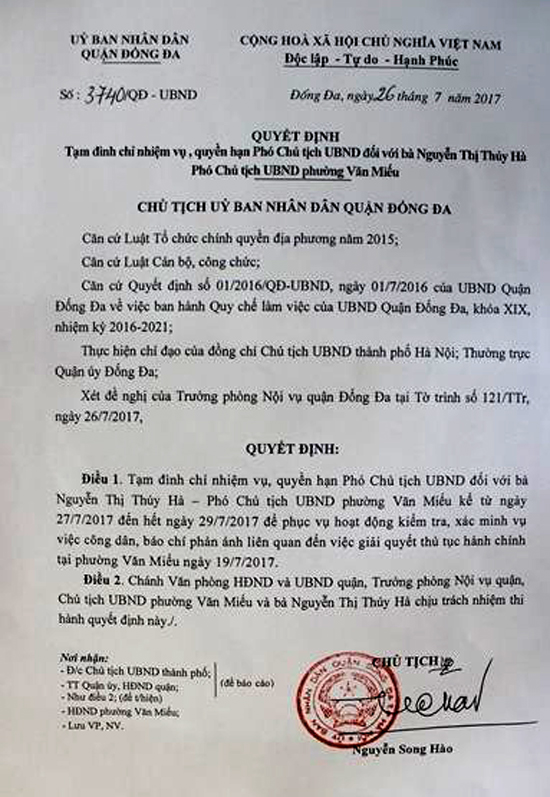 UỶ BAN NHÂN DÂN
QUẬN ĐỐNG ĐA
CỘNG HOÀ XÃ HỘI CHỦ NGHĨA VIỆT NAM
Độc lập - Tự do - Hạnh Phúc
Số : 3740/QĐ - UBND
Đống Đa, ngày 26 tháng 7 năm 2017
QUYẾT ĐỊNH
Tạm đình chỉ nhiệm vụ , quyền hạn Phó Chủ tịch UBND đối với bà Nguyễn Thị Thúy Hà
Phó Chủ tịch UBND phường Văn Miếu
CHỦ TỊCH UỶ BAN NHÂN DÂN QUẬN ĐỐNG ĐA
Căn cứ Luật Tổ chức chính quyền địa phương năm 2015;
Căn cứ Luật Cán bộ, công chức;
Căn cứ Quyết định số 01/2016/QĐ-UBND, ngày 01/7/2016 của UBND Quận
Đống Đa về việc ban hành Quy chế làm việc của UBND Quận Đống Đa, khóa XIX,
nhiệm kỳ 2016-2021;
Thực hiện chỉ đạo của đồng chí Chủ tịch UBND thành phố Hà Nội; Thường trực
Quận ủy Đống Đa;
Xét đề nghị của Trưởng phòng Nội vụ quận Đống Đa tại Tờ trình số 121/TTr,
ngày 26/7/2017,
QUYẾT ĐỊNH:
Điều 1. Tạm đình chỉ nhiệm vụ, quyền hạn Phó Chủ tịch UBND đối với bà
Nguyễn Thị Thúy Hà – Phó Chủ tịch UBND phường Văn Miếu kể từ ngày
27/7/2017 đến hết ngày 29/7/2017 để phục vụ hoạt động kiểm tra, xác minh vụ
việc công dân, báo chí phản ánh liên quan đến việc giải quyết thủ tục hành chính
tại phường Văn Miếu ngày 19/7/2017.
Điều 2. Chánh Văn phòng HĐND và UBND quận, Trưởng phòng Nội vụ quận,
Chủ tịch UBND phường Văn Miếu và bà Nguyễn Thị Thúy Hà chịu trách nhiệm thi
hành quyết định này./.
Nơi nhận:
- Đ/c Chủ tịch UBND thành phố;
- TT Quận ủy, HĐND quận;
(để báo cáo)
- Như điều 2; (để t/hiện)
- HĐND phường Văn Miếu;
- Lưu VP, NV.
CHỦ TỊCH
Nguyễn Song Hào